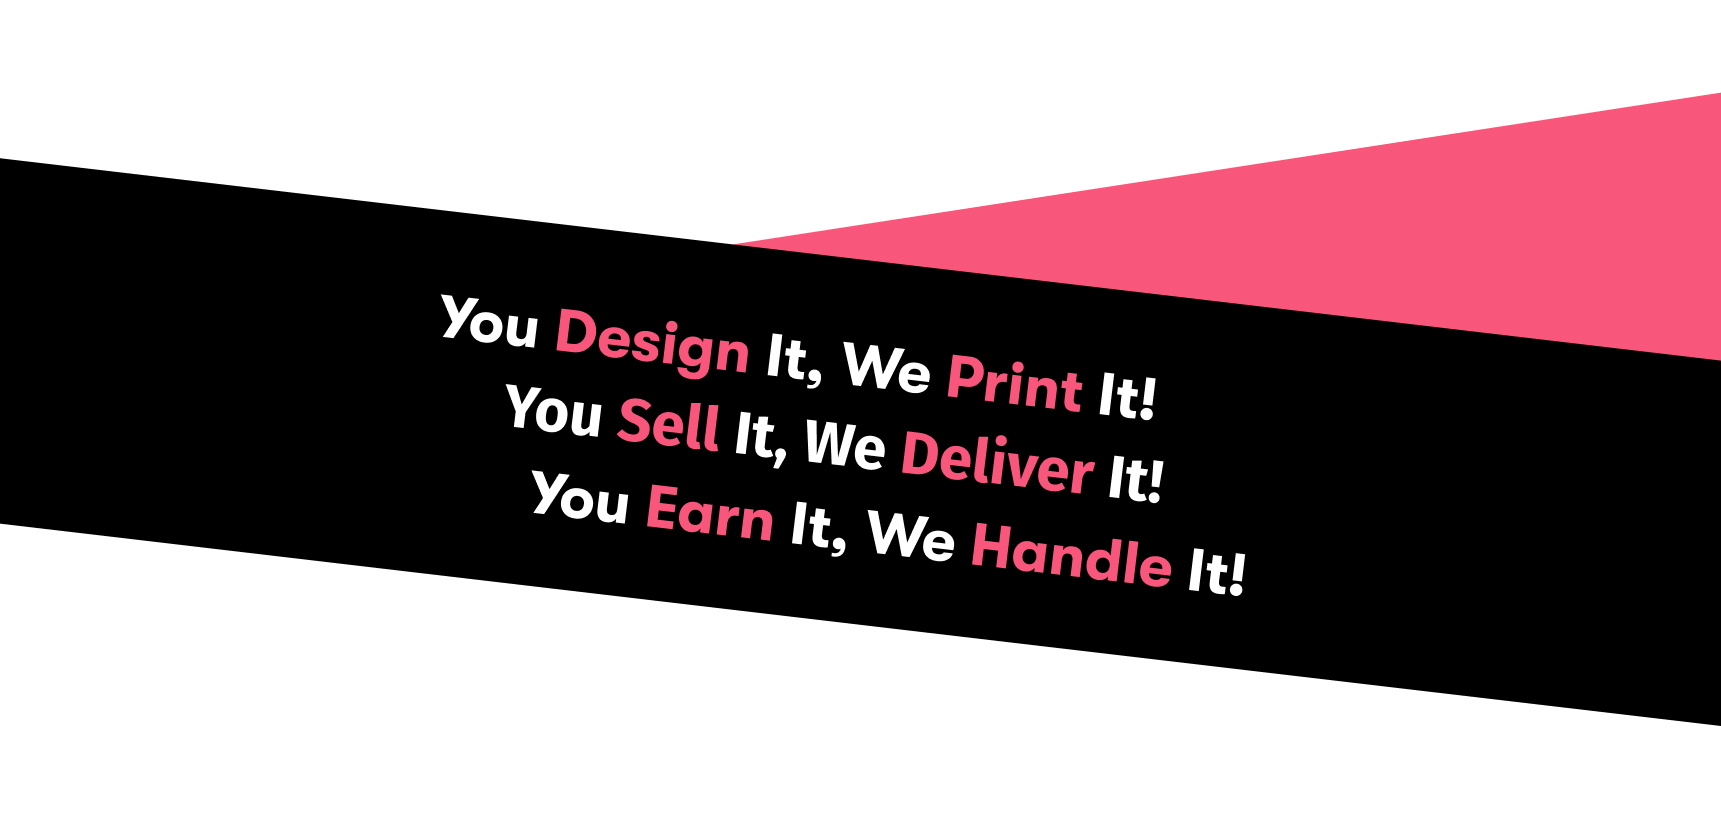 You Design It, We Print It!
You Sell It, We Deliver It!
You Earn It, We Handle It!